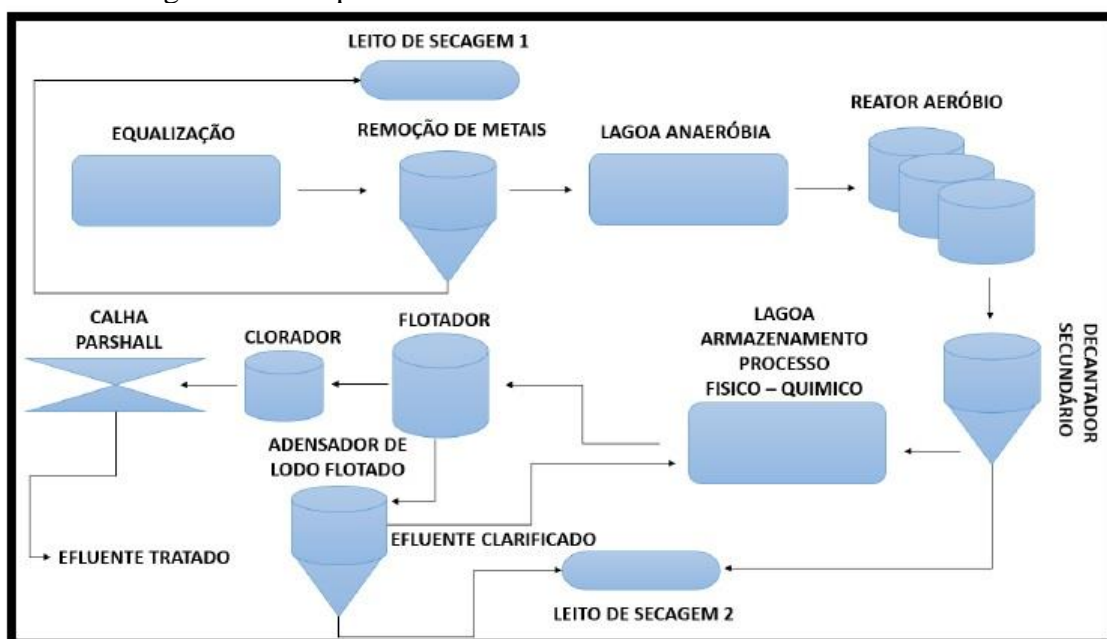 LEITO DE SECAGEM 1
EQUALIZAÇÃO
REMOÇÃO DE METAIS
LAGOA ANAERÓBIA
REATOR AERÓBIO
CALHA
PARSHALL
CLORADOR
FLOTADOR
LAGOA
ARMAZENAMENTO
PROCESSO
FISICO – QUIMICO
DECANTADOR
SECUNDÁRIO
ADENSADOR DE
LODO FLOTADO
EFLUENTE TRATADO
EFLUENTE CLARIFICADO
LEITO DE SECAGEM 2